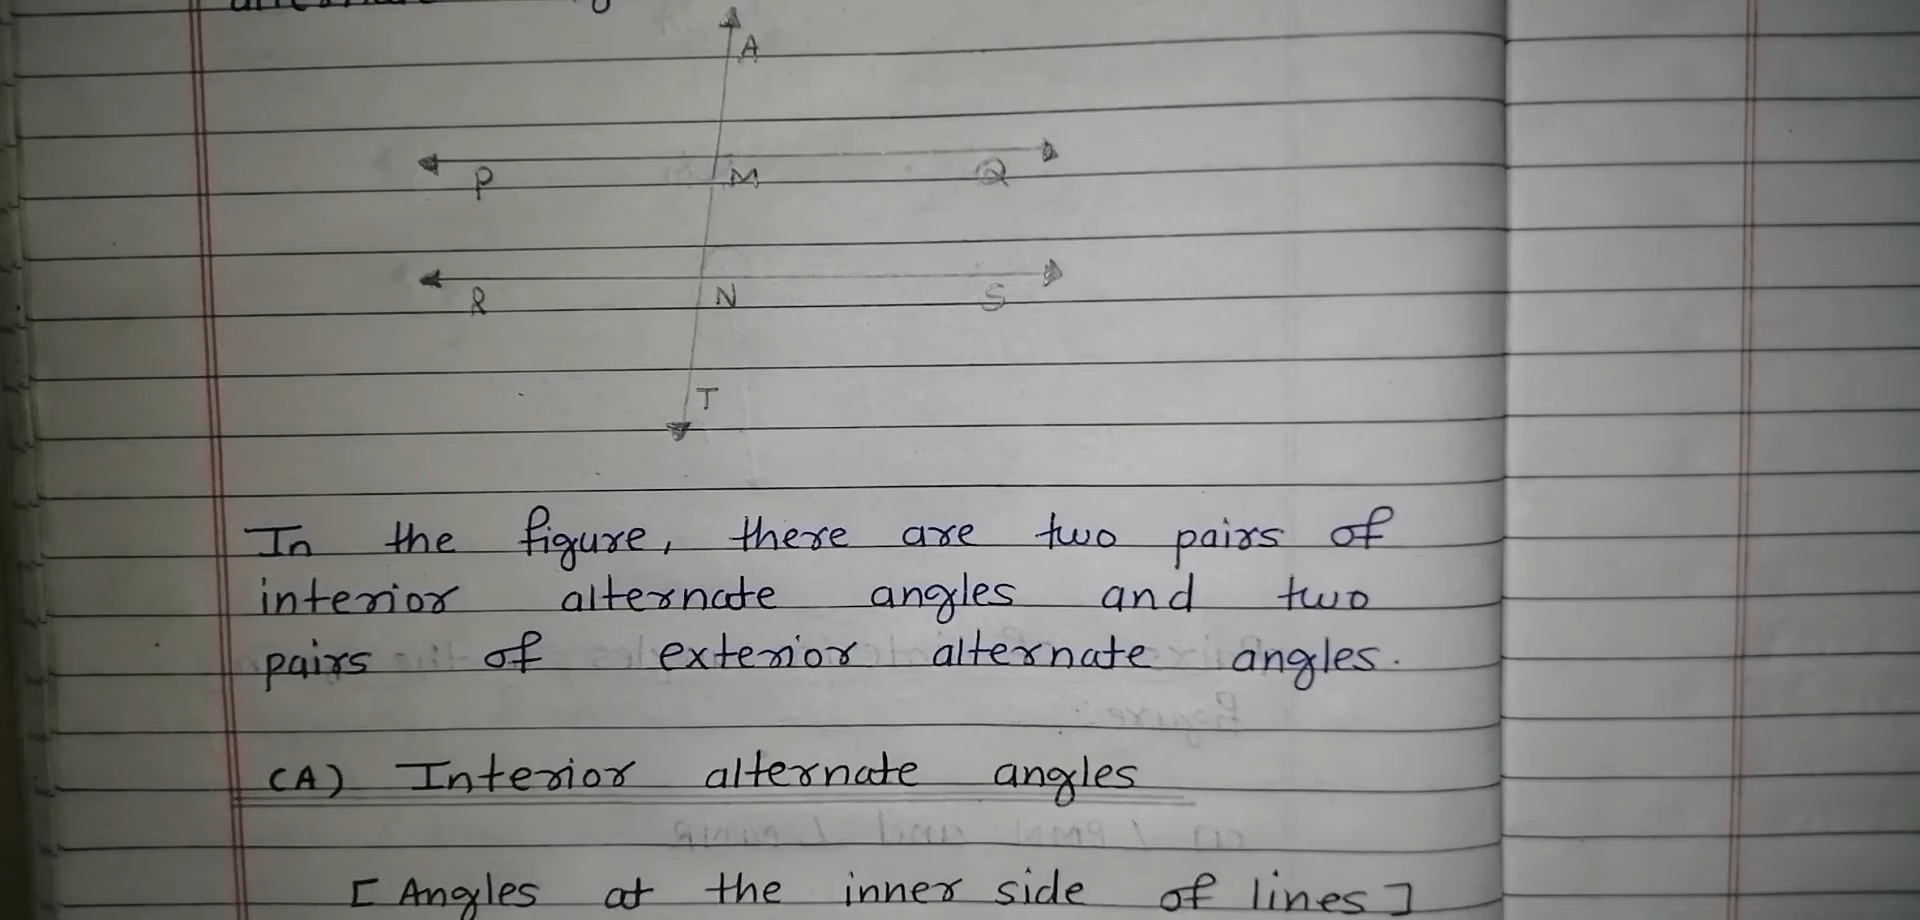 A
P M Q
R N S
T
In the figure, there are two pairs of
interior alternate angles and two
pairs of exterior alternate angles.
(A) Interior alternate angles
[ Angles at the inner side of lines ]